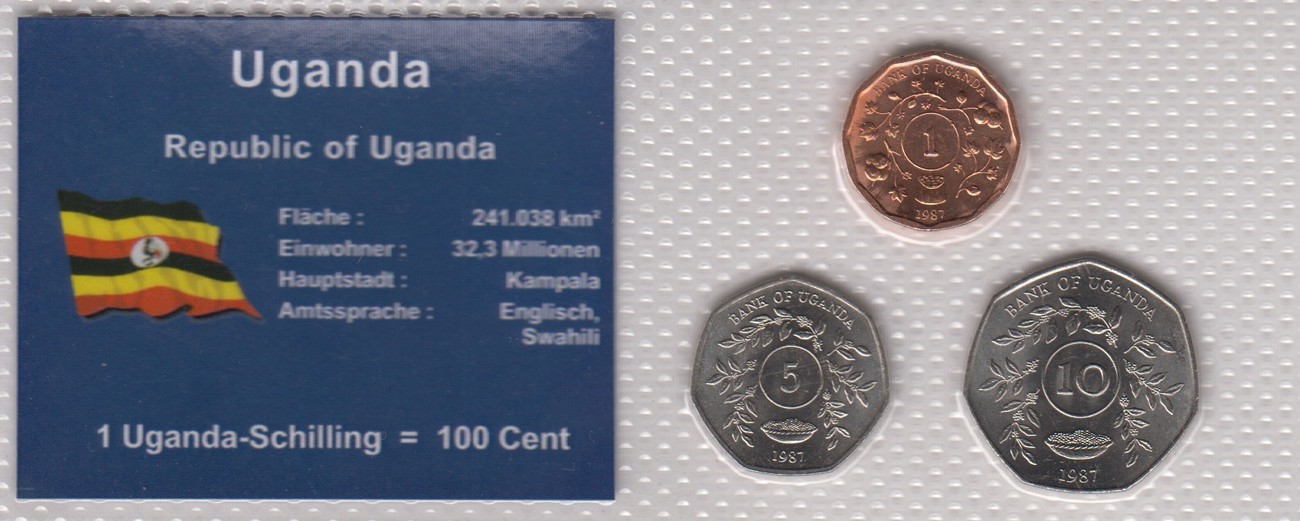 Uganda
Republic of Uganda
Fläche : 241.038 km²
Einwohner : 32,3 Millionen
Hauptstadt : Kampala
Amtssprache : Englisch,
Swahili
1 Uganda-Schilling = 100 Cent
BANK OF UGANDA
1
1987
BANK OF UGANDA
5
1987
BANK OF UGANDA
10
1987